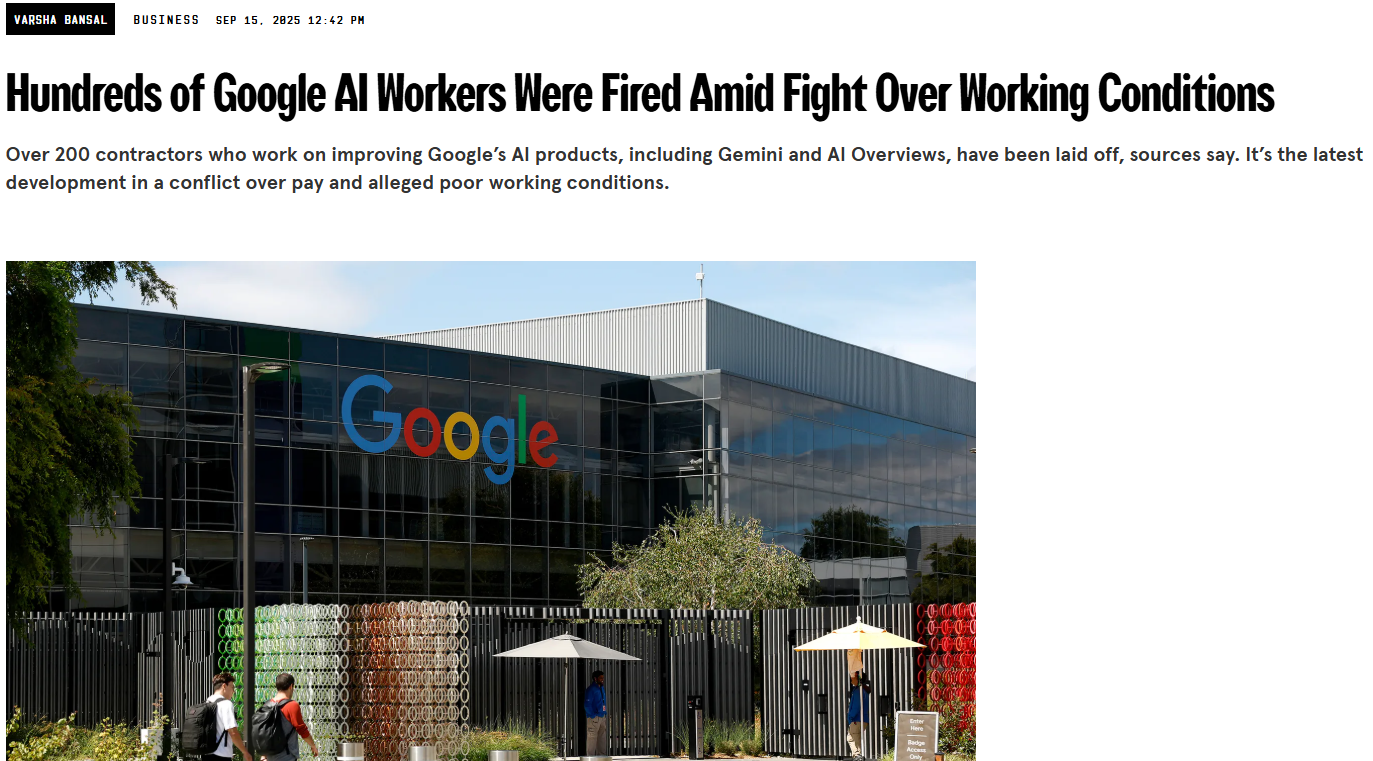 VARSHA BANSAL BUSINESS SEP 15, 2025 12:42 PM
Hundreds of Google AI Workers Were Fired Amid Fight Over Working Conditions
Over 200 contractors who work on improving Google’s AI products, including Gemini and AI Overviews, have been laid off, sources say. It’s the latest
development in a conflict over pay and alleged poor working conditions.
Google
Enter
Here
Badge
Access
Only